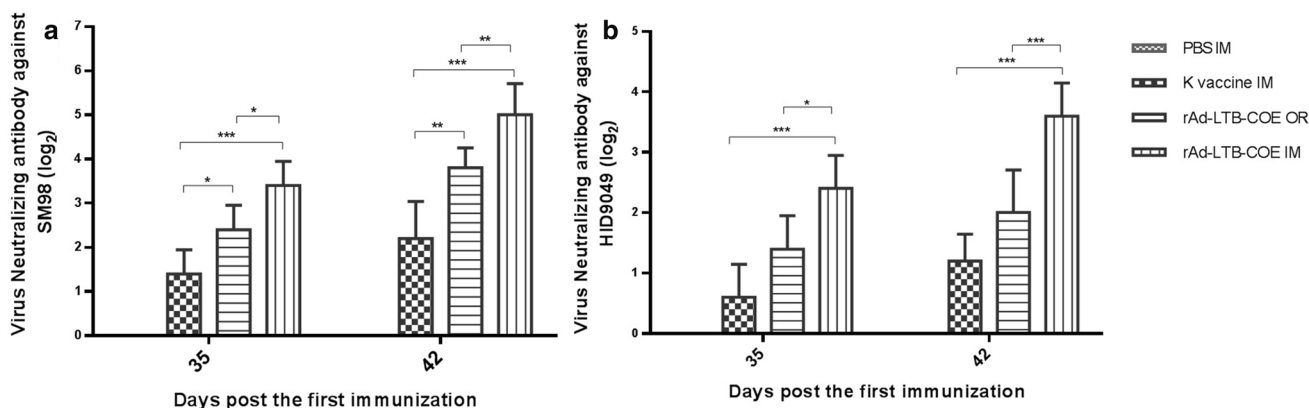 a
Virus Neutralizing antibody against
SM98 (log2)
7
6
5
4
3
2
1
0
***
**
***
*
**
*
35
42
Days post the first immunization
b
Virus Neutralizing antibody against
HID9049 (log2)
5
4
3
2
1
0
***
***
*
***
35
42
Days post the first immunization
PBS IM
K vaccine IM
rAd-LTB-COE OR
rAd-LTB-COE IM